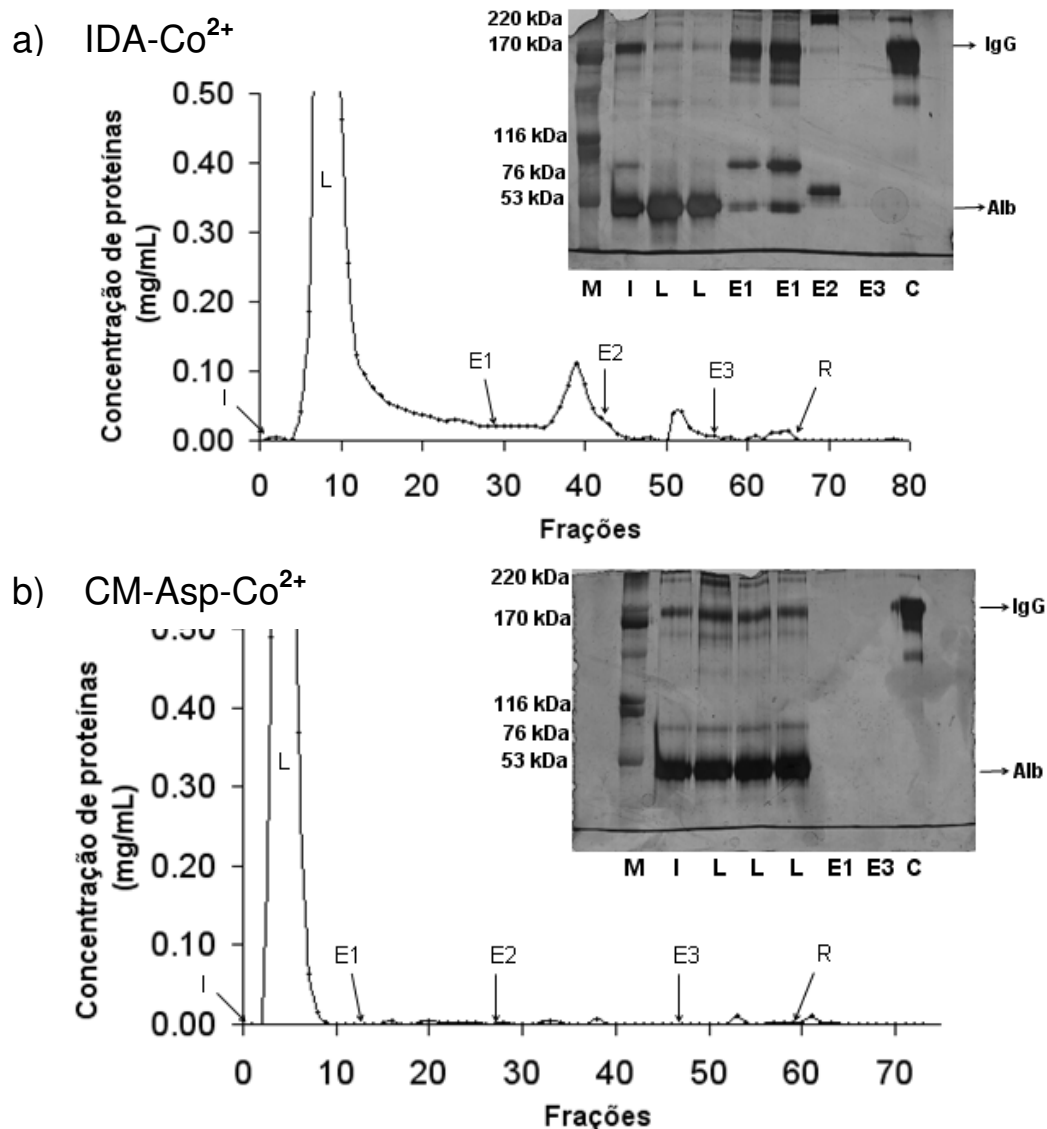 a) IDA-Co²⁺
220 kDa
170 kDa
116 kDa
76 kDa
53 kDa
IgG
Alb
M I L L E1 E1 E2 E3 C
Concentração de proteínas
(mg/mL)
0.50
0.40
0.30
0.20
0.10
0.00
I
L
E1
E2
E3
R
0 10 20 30 40 50 60 70 80
Frações
b) CM-Asp-Co²⁺
220 kDa
170 kDa
116 kDa
76 kDa
53 kDa
IgG
Alb
M I L L L E1 E3 C
Concentração de proteínas
(mg/mL)
0.50
0.40
0.30
0.20
0.10
0.00
I
L
E1
E2
E3
R
0 10 20 30 40 50 60 70
Frações